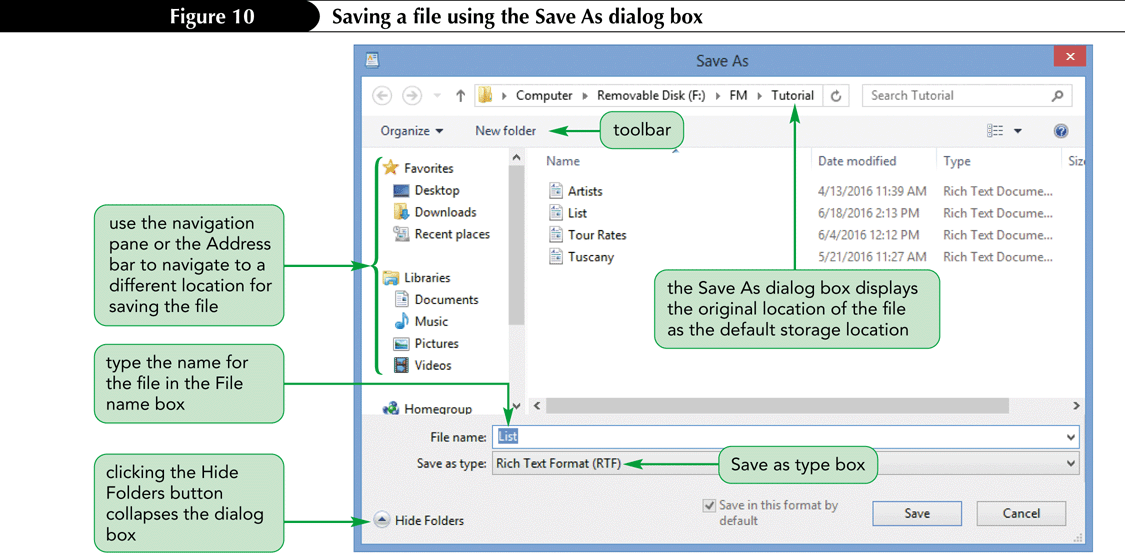 Figure 10
Saving a file using the Save As dialog box
Save As
Computer
Removable Disk (F:)
FM
Tutorial
Search Tutorial
Organize
New folder
toolbar
Favorites
Desktop
Downloads
Recent places
Libraries
Documents
Music
Pictures
Videos
Homegroup
Name
Date modified
Type
Siz
Artists
4/13/2016 11:39 AM
Rich Text Docume...
List
6/18/2016 2:13 PM
Rich Text Docume...
Tour Rates
6/4/2016 12:12 PM
Rich Text Docume...
Tuscany
5/21/2016 11:27 AM
Rich Text Docume...
use the navigation
pane or the Address
bar to navigate to a
different location for
saving the file
the Save As dialog box displays
the original location of the file
as the default storage location
type the name for
the file in the File
name box
File name:
List
Save as type:
Rich Text Format (RTF)
Save as type box
clicking the Hide
Folders button
collapses the dialog
box
Hide Folders
Save in this format by
default
Save
Cancel